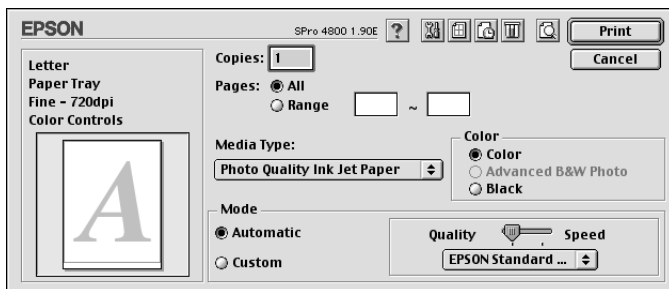 EPSON
SPro 4800 1.90E
?
Print
Cancel
Letter
Paper Tray
Fine - 720dpi
Color Controls
A
Copies: 1
Pages: All
Range ~
Media Type:
Photo Quality Ink Jet Paper
Color
Color
Advanced B&W Photo
Black
Mode
Automatic
Custom
Quality Speed
EPSON Standard ...